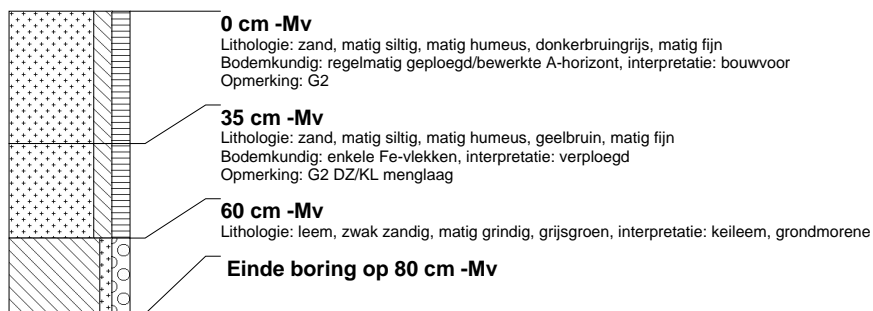 0 cm -Mv
Lithologie: zand, matig siltig, matig humeus, donkerbruingrijs, matig fijn
Bodemkundig: regelmatig geploegd/bewerkte A-horizont, interpretatie: bouwvoor
Opmerking: G2
35 cm -Mv
Lithologie: zand, matig siltig, matig humeus, geelbruin, matig fijn
Bodemkundig: enkele Fe-vlekken, interpretatie: verploegd
Opmerking: G2 DZ/KL menglaag
60 cm -Mv
Lithologie: leem, zwak zandig, matig grindig, grijsgroen, interpretatie: keileem, grondmorene
Einde boring op 80 cm -Mv